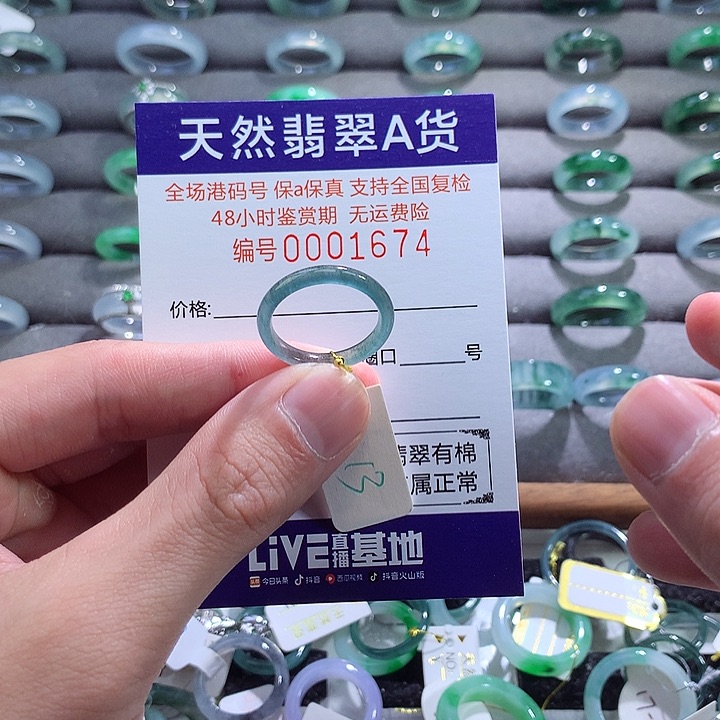 天然翡翠A货
全场港码号 保a保真 支持全国复检
48小时鉴赏期 无运费险
编号0001674
价格:
圈口 号
翡翠有棉
属正常
LiVE直播基地
今日头条 抖音 西瓜视频 抖音火山版
13